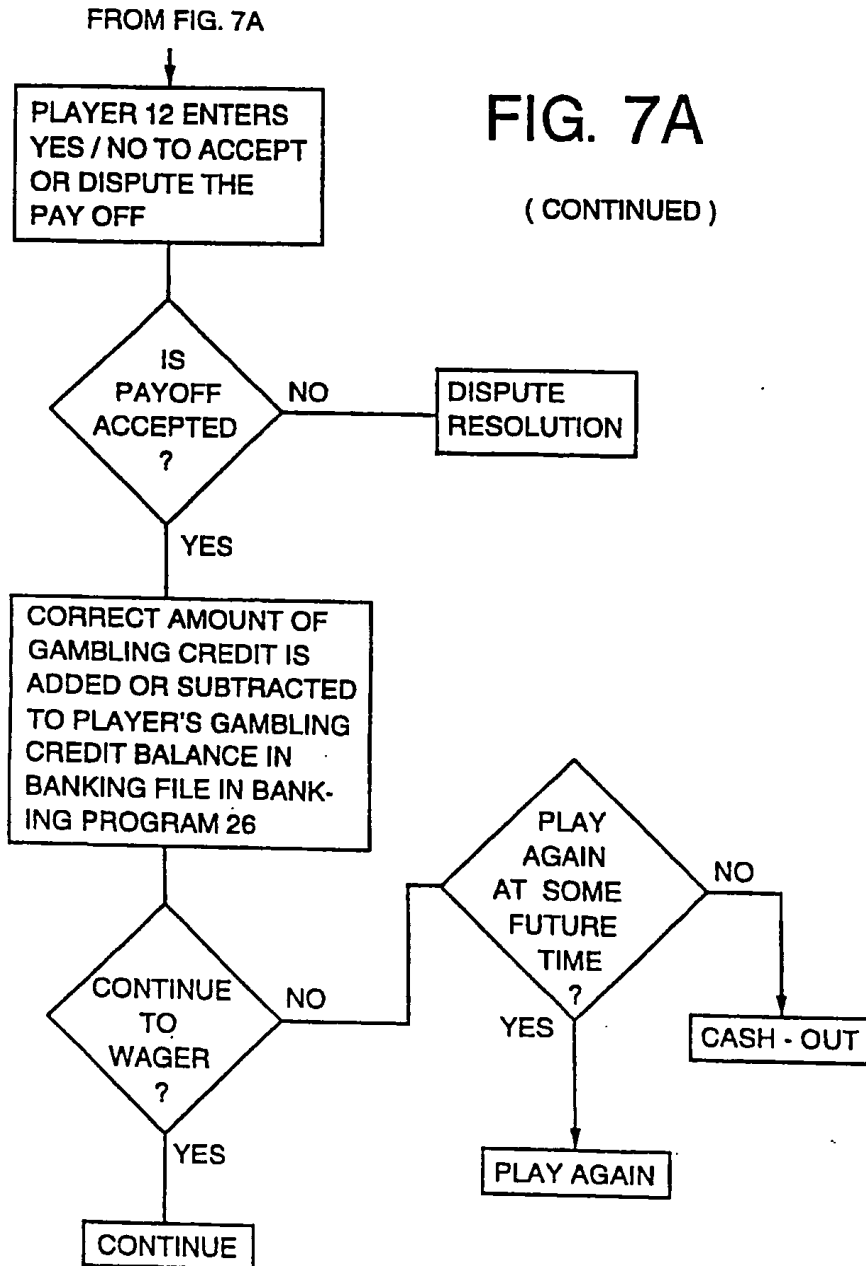 FROM FIG. 7A
FIG. 7A
( CONTINUED )
PLAYER 12 ENTERS
YES / NO TO ACCEPT
OR DISPUTE THE
PAY OFF
IS
PAYOFF
ACCEPTED
?
NO
DISPUTE
RESOLUTION
YES
CORRECT AMOUNT OF
GAMBLING CREDIT IS
ADDED OR SUBTRACTED
TO PLAYER'S GAMBLING
CREDIT BALANCE IN
BANKING FILE IN BANK-
ING PROGRAM 26
CONTINUE
TO
WAGER
?
NO
PLAY
AGAIN
AT SOME
FUTURE
TIME
?
NO
CASH - OUT
YES
PLAY AGAIN
YES
CONTINUE